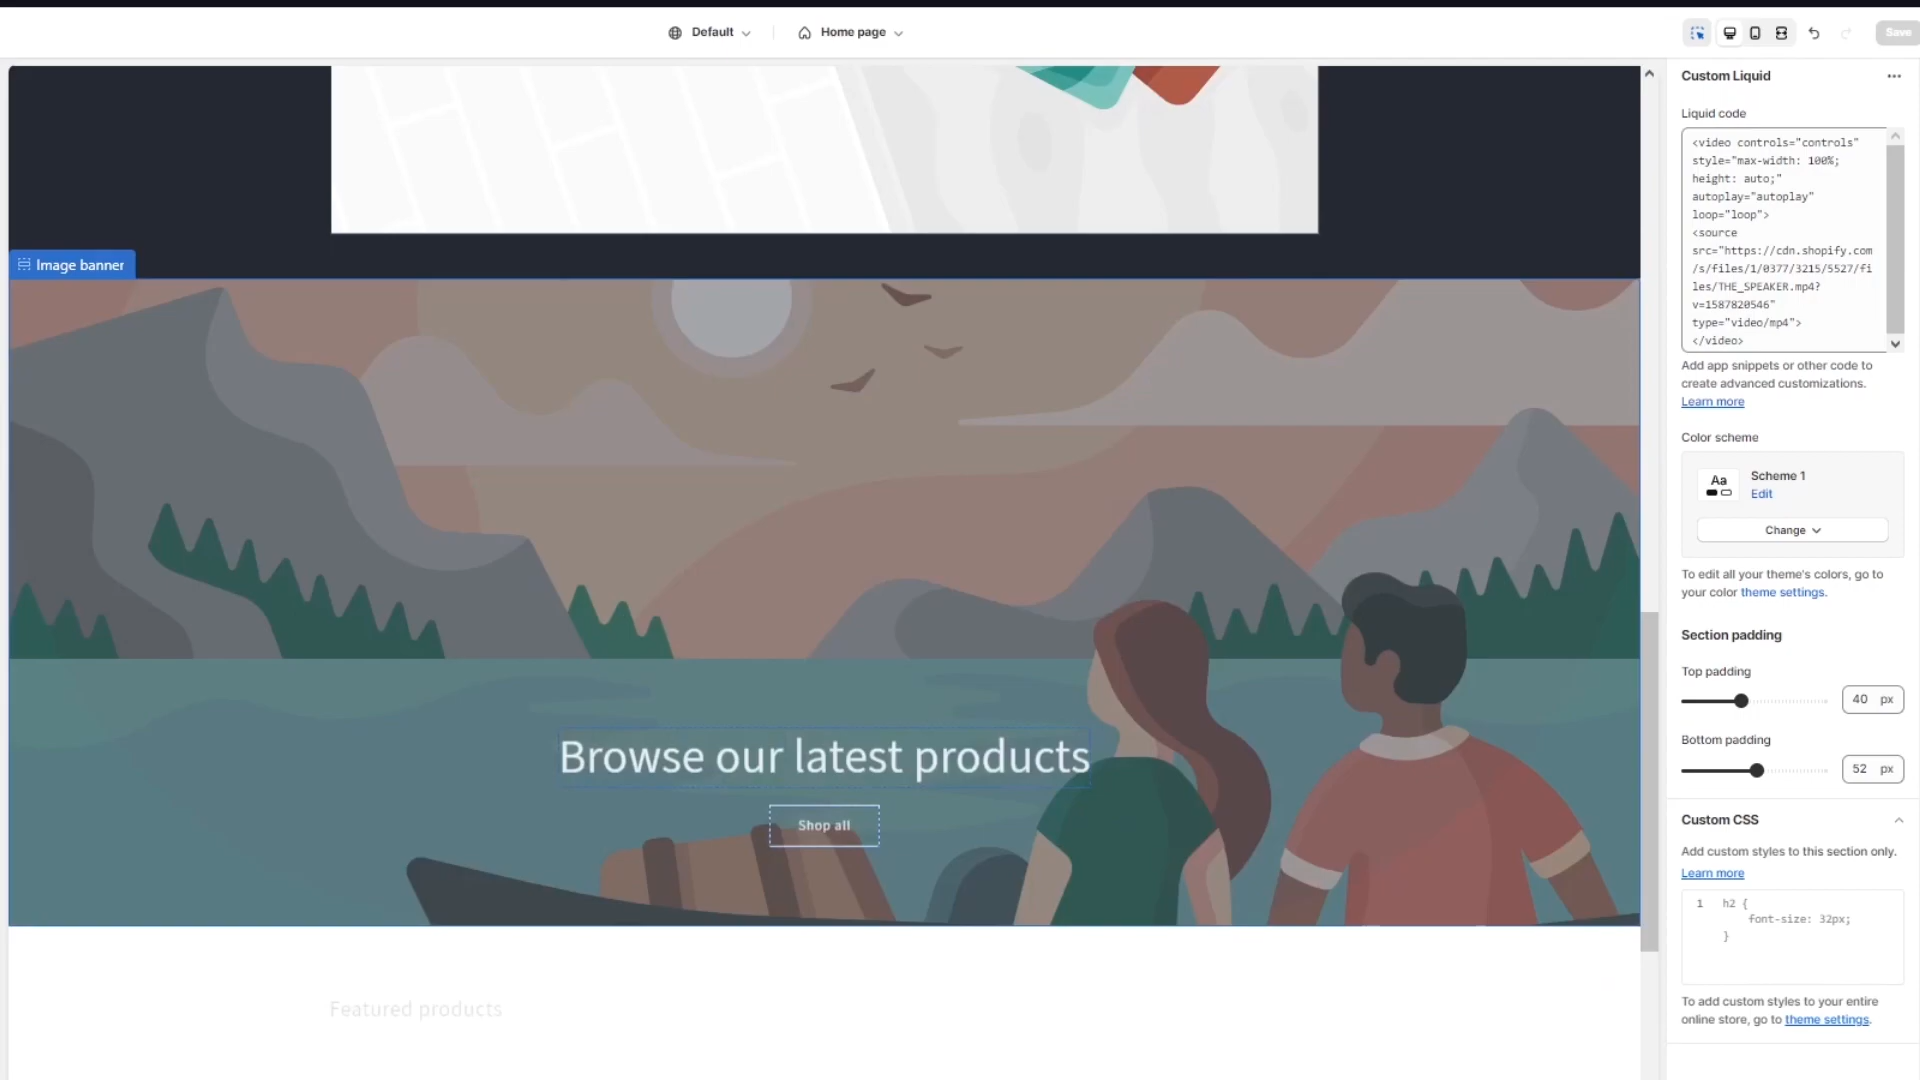 Default
Home page
Save
Custom Liquid
Liquid code
<video controls="controls"
style="max-width: 100%;
height: auto;"
autoplay="autoplay"
loop="loop">
<source
src="https://cdn.shopify.com
/s/files/1/0377/3215/5527/fi
les/THE_SPEAKER.mp4?
v=1587820546"
type="video/mp4">
</video>
Add app snippets or other code to
create advanced customizations.
Learn more
Color scheme
Aa
Scheme 1
Edit
Change
To edit all your theme's colors, go to
your color theme settings.
Section padding
Top padding
40 px
Bottom padding
52 px
Custom CSS
Add custom styles to this section only.
Learn more
1 h2 {
font-size: 32px;
}
To add custom styles to your entire
online store, go to theme settings.
Image banner
Browse our latest products
Shop all
Featured products